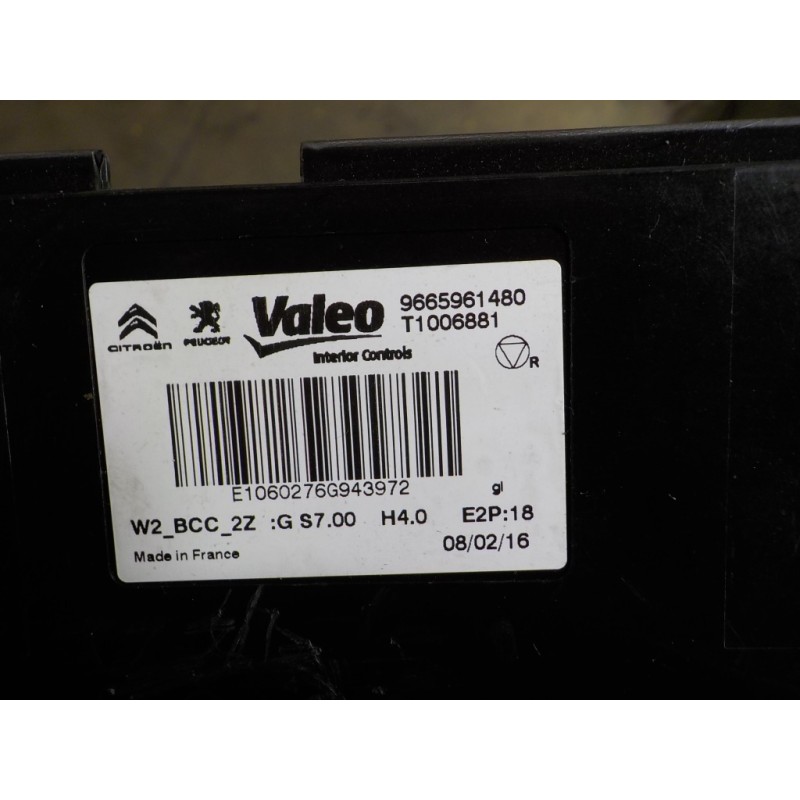 CITROËN PEUGEOT Valeo 9665961480
T1006881
Interior Controls
R
E1060276G943972
gl
W2_BCC_2Z :G S7.00 H4.0 E2P:18
Made in France 08/02/16